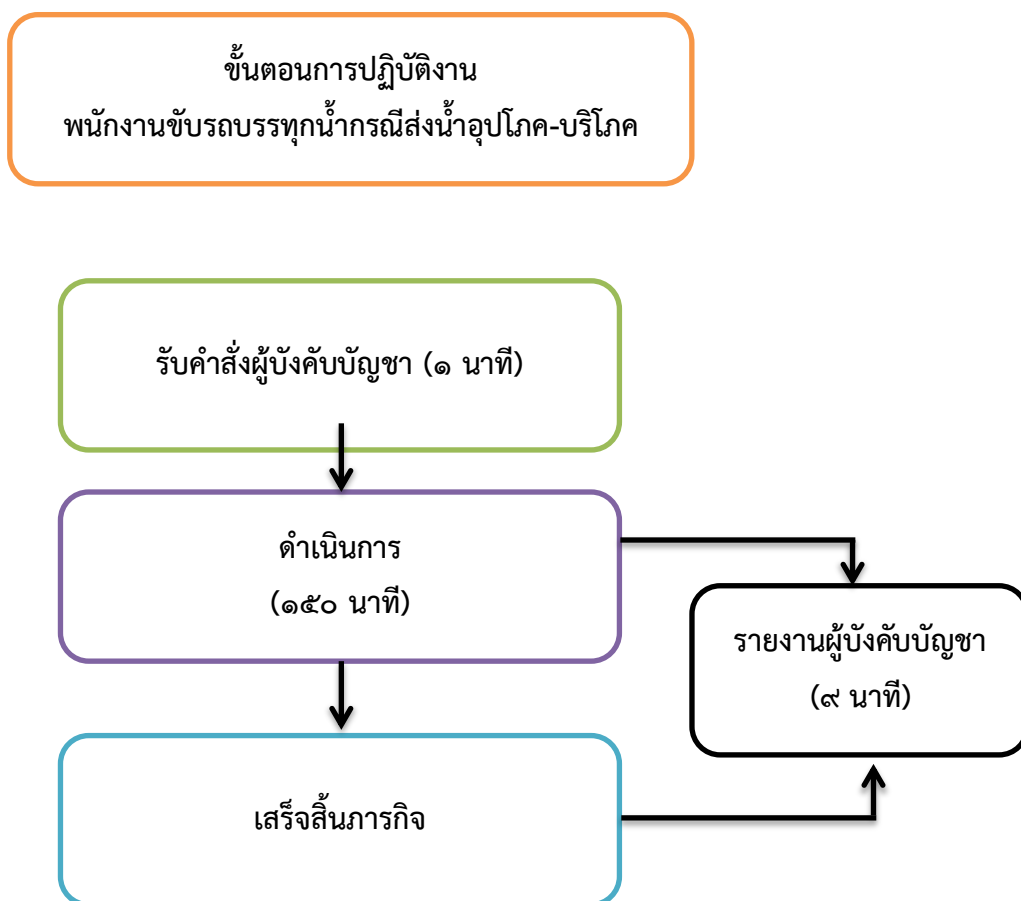 ขั้นตอนการปฏิบัติงาน
พนักงานขับรถบรรทุกน้ำกรณีส่งน้ำอุปโภค-บริโภค
รับคำสั่งผู้บังคับบัญชา (๑ นาที)
ดำเนินการ
(๑๕๐ นาที)
รายงานผู้บังคับบัญชา
(๙ นาที)
เสร็จสิ้นภารกิจ